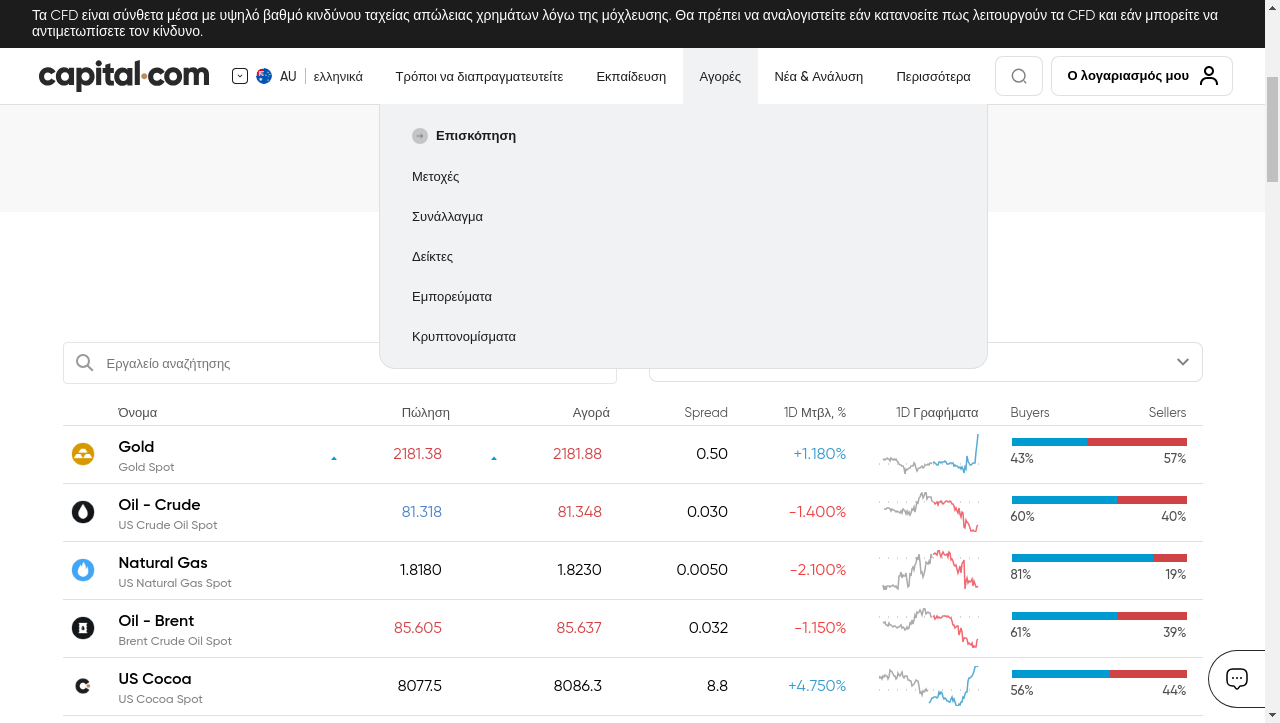 Τα CFD είναι σύνθετα μέσα με υψηλό βαθμό κινδύνου ταχείας απώλειας χρημάτων λόγω της μόχλευσης. Θα πρέπει να αναλογιστείτε εάν κατανοείτε πως λειτουργούν τα CFD και εάν μπορείτε να
αντιμετωπίσετε τον κίνδυνο.
capital.com AU ελληνικά Τρόποι να διαπραγματευτείτε Εκπαίδευση Αγορές Νέα & Ανάλυση Περισσότερα Ο λογαριασμός μου
Επισκόπηση
Μετοχές
Συνάλλαγμα
Δείκτες
Εμπορεύματα
Κρυπτονομίσματα
Εργαλείο αναζήτησης
Όνομα Πώληση Αγορά Spread 1D Μτβλ, % 1D Γραφήματα Buyers Sellers
Gold 2181.38 2181.88 0.50 +1.180%
Gold Spot 43% 57%
Oil - Crude 81.318 81.348 0.030 -1.400%
US Crude Oil Spot 60% 40%
Natural Gas 1.8180 1.8230 0.0050 -2.100%
US Natural Gas Spot 81% 19%
Oil - Brent 85.605 85.637 0.032 -1.150%
Brent Crude Oil Spot 61% 39%
US Cocoa 8077.5 8086.3 8.8 +4.750%
US Cocoa Spot 56% 44%